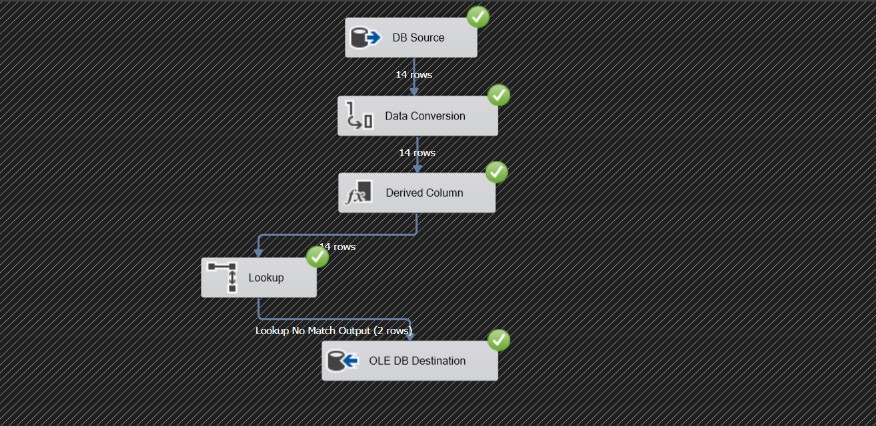 DB Source
14 rows
Data Conversion
14 rows
Derived Column
14 rows
Lookup
Lookup No Match Output (2 rows)
OLE DB Destination